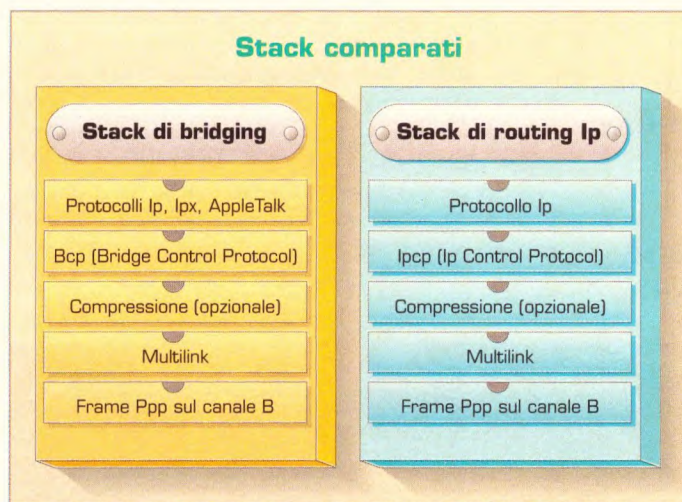 Stack comparati
Stack di bridging
Protocolli Ip, Ipx, AppleTalk
Bcp (Bridge Control Protocol)
Compressione (opzionale)
Multilink
Frame Ppp sul canale B
Stack di routing Ip
Protocollo Ip
Ipcp (Ip Control Protocol)
Compressione (opzionale)
Multilink
Frame Ppp sul canale B